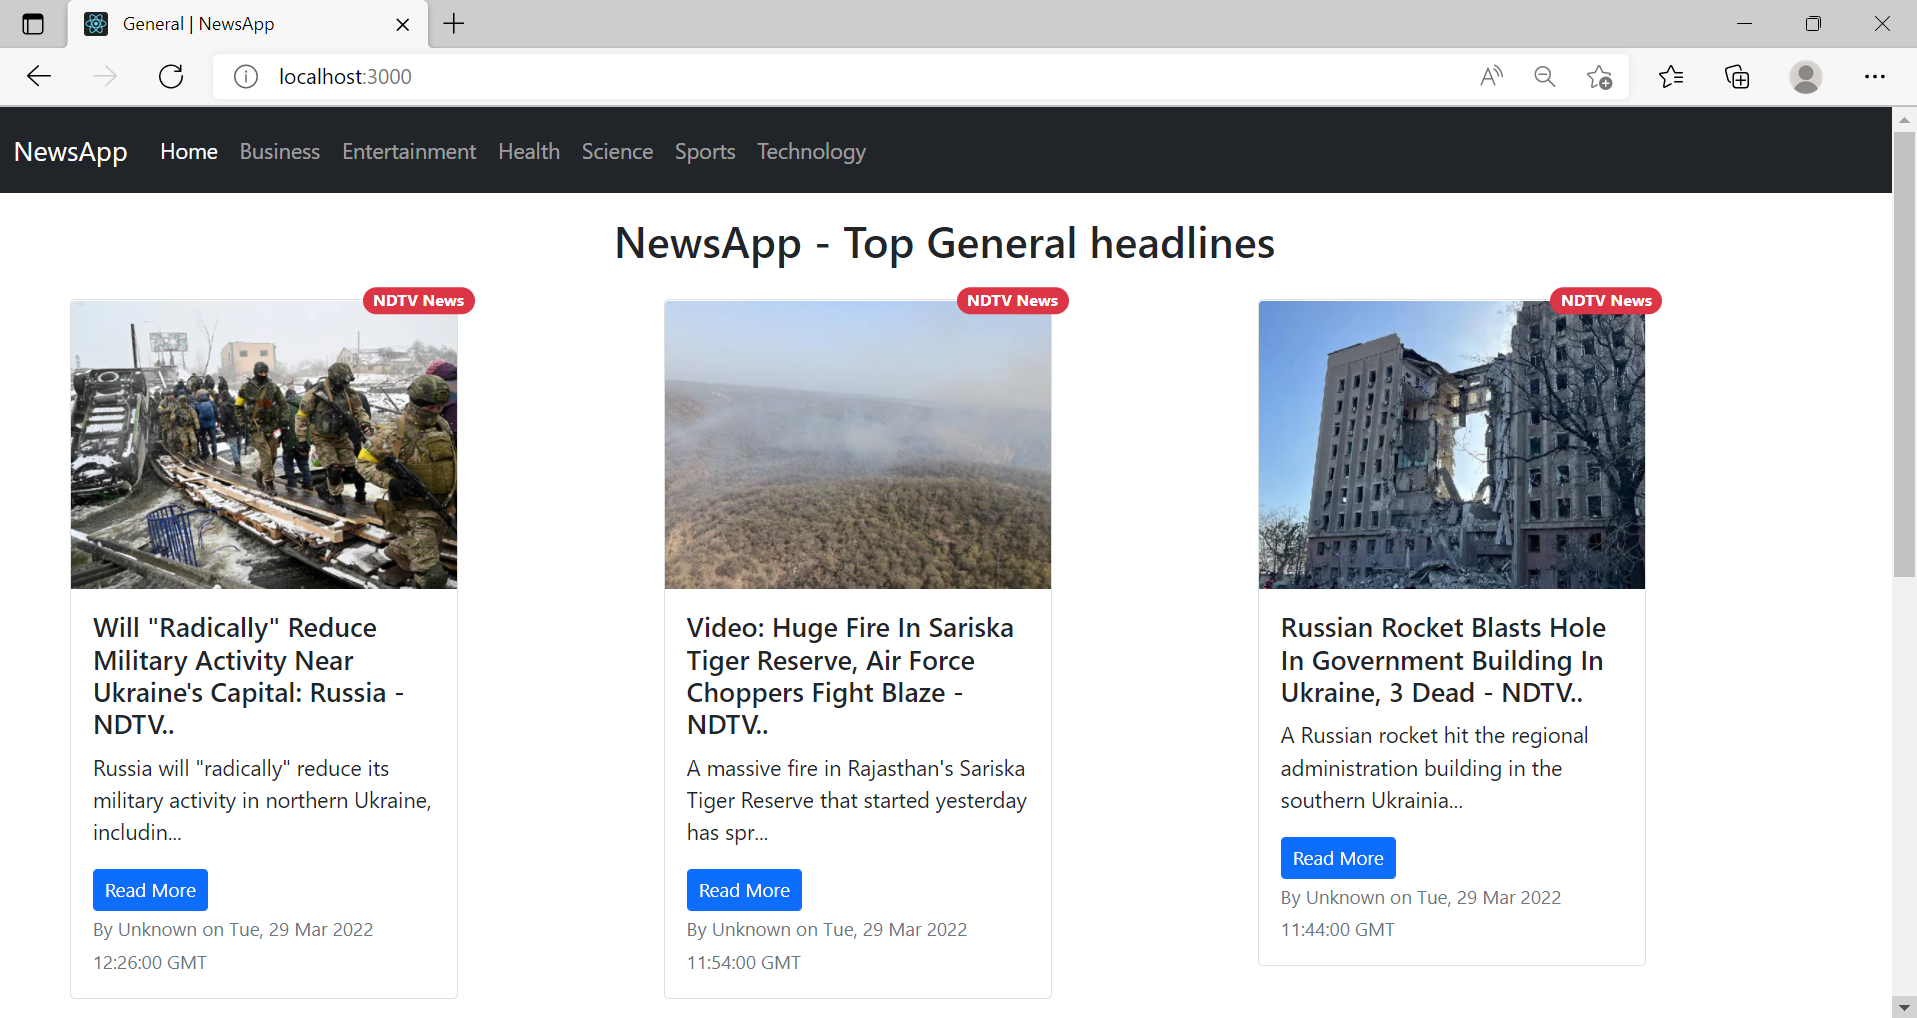 General | NewsApp
localhost:3000
NewsApp Home Business Entertainment Health Science Sports Technology
NewsApp - Top General headlines
NDTV News
Will "Radically" Reduce
Military Activity Near
Ukraine's Capital: Russia -
NDTV..
Russia will "radically" reduce its
military activity in northern Ukraine,
includin...
Read More
By Unknown on Tue, 29 Mar 2022
12:26:00 GMT
NDTV News
Video: Huge Fire In Sariska
Tiger Reserve, Air Force
Choppers Fight Blaze -
NDTV..
A massive fire in Rajasthan's Sariska
Tiger Reserve that started yesterday
has spr...
Read More
By Unknown on Tue, 29 Mar 2022
11:54:00 GMT
NDTV News
Russian Rocket Blasts Hole
In Government Building In
Ukraine, 3 Dead - NDTV..
A Russian rocket hit the regional
administration building in the
southern Ukrainia...
Read More
By Unknown on Tue, 29 Mar 2022
11:44:00 GMT